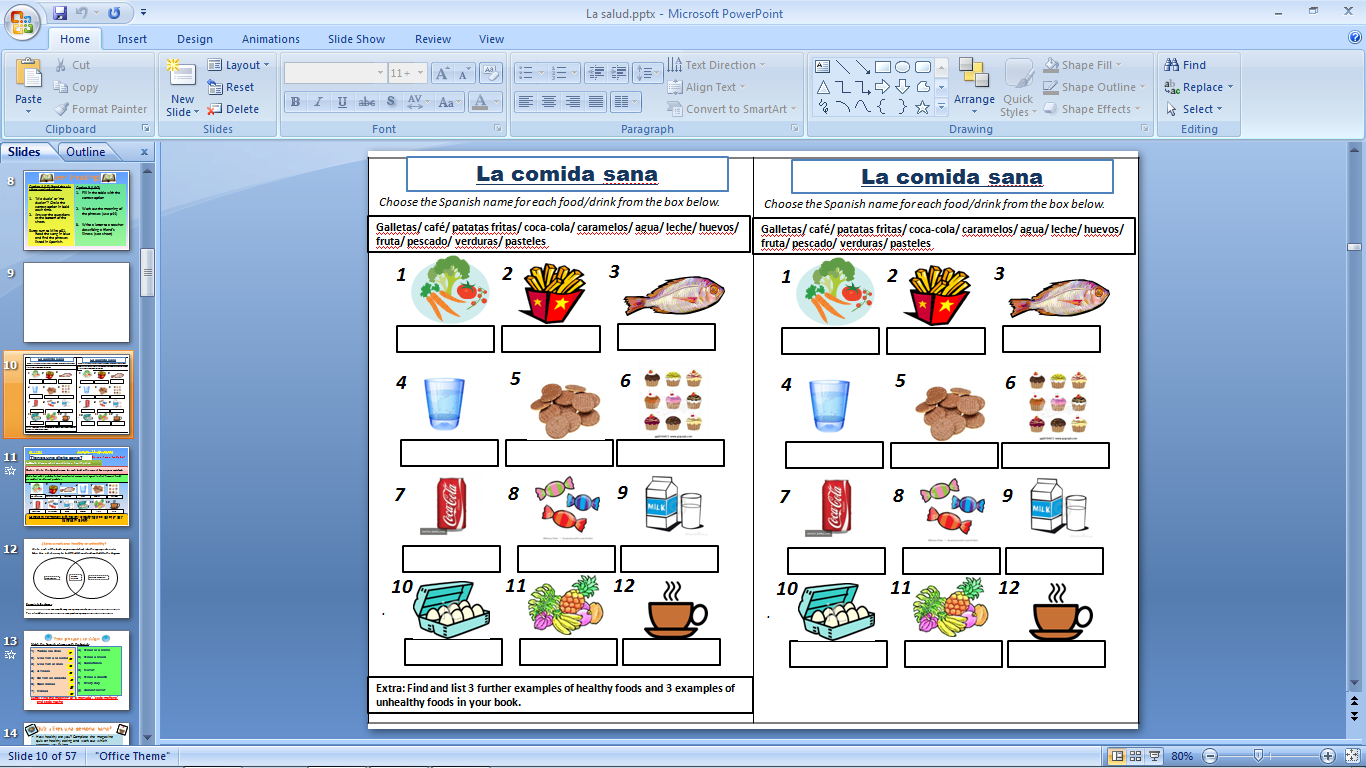 La salud.pptx - Microsoft PowerPoint
Home Insert Design Animations Slide Show Review View
Paste
Cut
Copy
Format Painter
Clipboard
New Slide
Layout
Reset
Delete
Slides
11+
B I U abc S AV Aa A
Font
Text Direction
Align Text
Convert to SmartArt
Paragraph
Arrange
Quick Styles
Shape Fill
Shape Outline
Shape Effects
Drawing
Find
Replace
Select
Editing
Slides Outline
8
9
10
11
12
13
14
La comida sana
Choose the Spanish name for each food/drink from the box below.
Galletas/ café/ patatas fritas/ coca-cola/ caramelos/ agua/ leche/ huevos/
fruta/ pescado/ verduras/ pasteles
1 2 3
4 5 6
7 8 9
Coca-Cola
MILK
10 11 12
Extra: Find and list 3 further examples of healthy foods and 3 examples of
unhealthy foods in your book.
La comida sana
Choose the Spanish name for each food/drink from the box below.
Galletas/ café/ patatas fritas/ coca-cola/ caramelos/ agua/ leche/ huevos/
fruta/ pescado/ verduras/ pasteles
1 2 3
4 5 6
7 8 9
Coca-Cola
MILK
10 11 12
Slide 10 of 57 "Office Theme" 80%